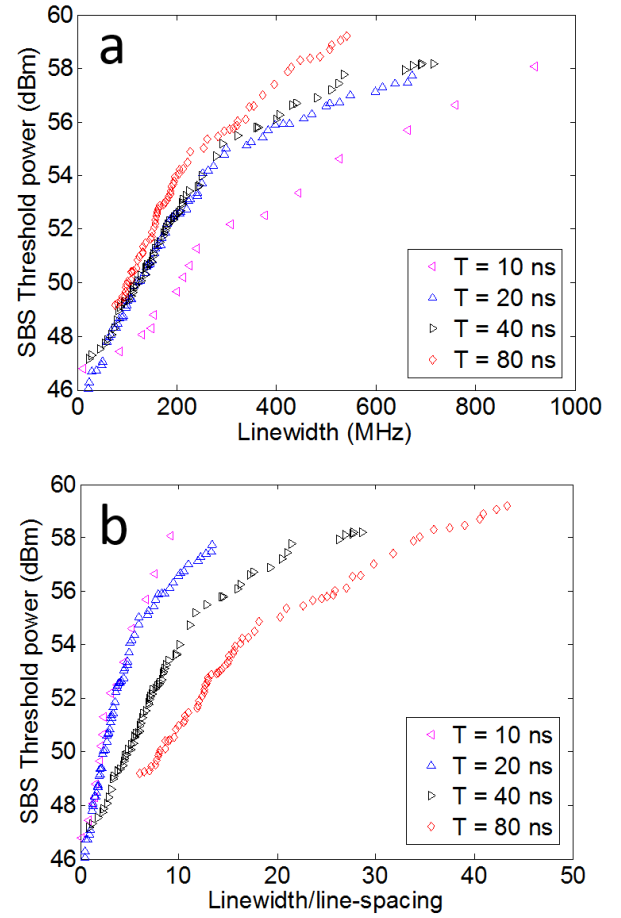 a
SBS Threshold power (dBm)
60
58
56
54
52
50
48
46
0
200
400
600
800
1000
Linewidth (MHz)
T = 10 ns
T = 20 ns
T = 40 ns
T = 80 ns
b
SBS Threshold power (dBm)
60
58
56
54
52
50
48
46
0
10
20
30
40
50
Linewidth/line-spacing
T = 10 ns
T = 20 ns
T = 40 ns
T = 80 ns